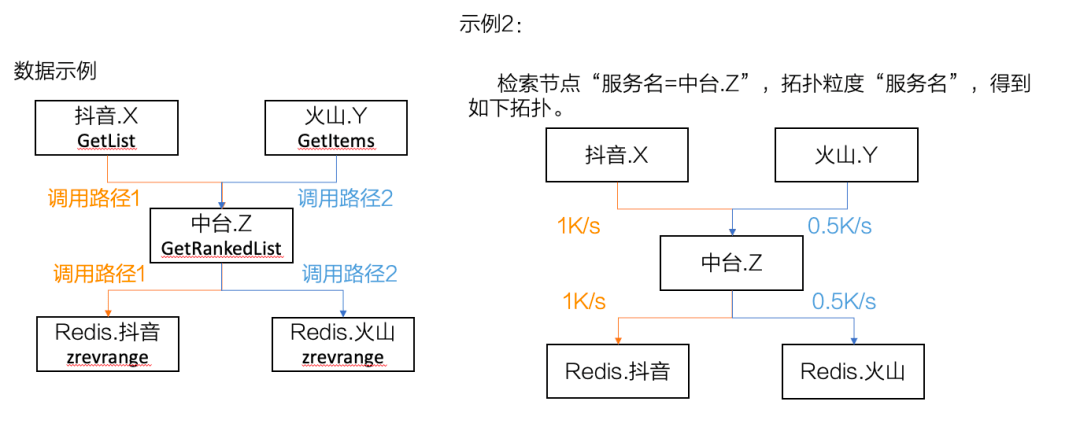 数据示例
抖音.X
GetList
火山.Y
GetItems
调用路径1
调用路径2
中台.Z
GetRankedList
调用路径1
调用路径2
Redis.抖音
zrevrange
Redis.火山
zrevrange
示例2：
检索节点“服务名=中台.Z”，拓扑粒度“服务名”，得到
如下拓扑。
抖音.X
火山.Y
1K/s
0.5K/s
中台.Z
1K/s
0.5K/s
Redis.抖音
Redis.火山